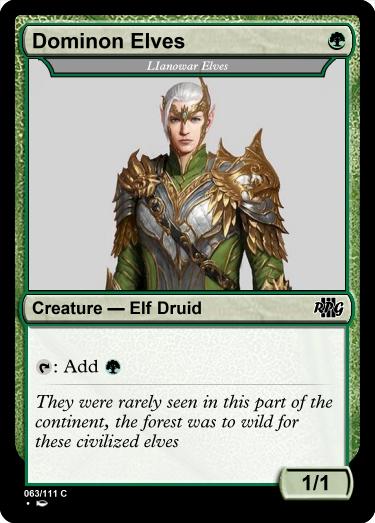 Dominon Elves
Llanowar Elves
Creature — Elf Druid
RPG
: Add
They were rarely seen in this part of the
continent, the forest was to wild for
these civilized elves
1/1
063/111 C